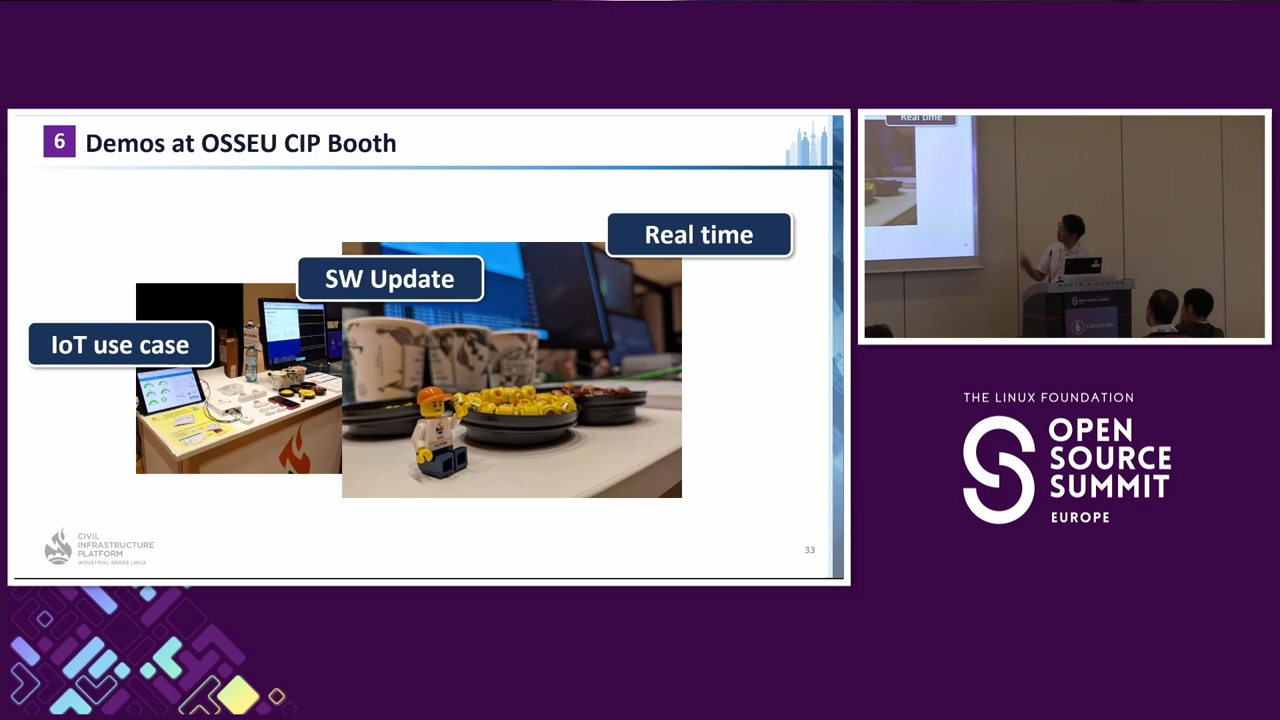 6 Demos at OSSEU CIP Booth
Real time
SW Update
IoT use case
CIVIL
INFRASTRUCTURE
PLATFORM
INDUSTRIAL GRADE LINUX
33
Real time
THE LINUX FOUNDATION
OPEN
SOURCE
SUMMIT
EUROPE